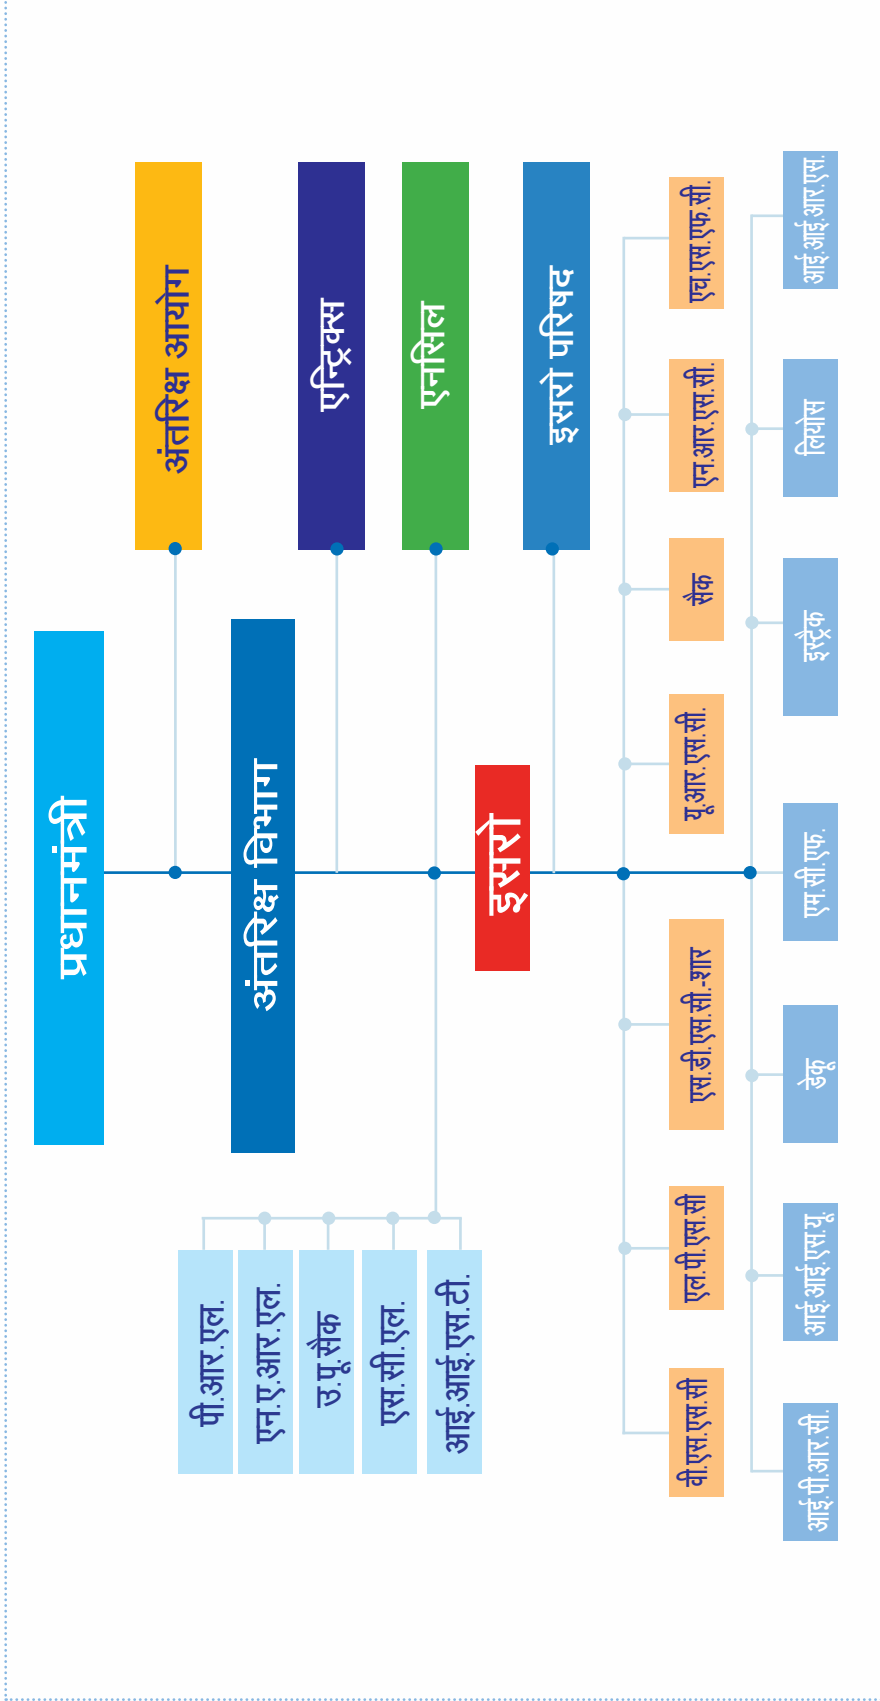 प्रधानमंत्री
अंतरिक्ष आयोग
अंतरिक्ष विभाग
एन्ट्रिक्स
एनसिल
पी.आर.एल.
एन.ए.आर.एल.
उ.पू.सैक
एस.सी.एल.
आई.आई.एस.टी.
इसरो
इसरो परिषद
वी.एस.एस.सी
एल.पी.एस.सी
एस.डी.एस.सी.-शार
यू.आर.एस.सी.
सैक
एन.आर.एस.सी.
एच.एस.एफ.सी.
आई.पी.आर.सी.
आई.आई.एस.यू.
डेकू
एम.सी.एफ.
इस्ट्रैक
लियोस
आई.आई.आर.एस.